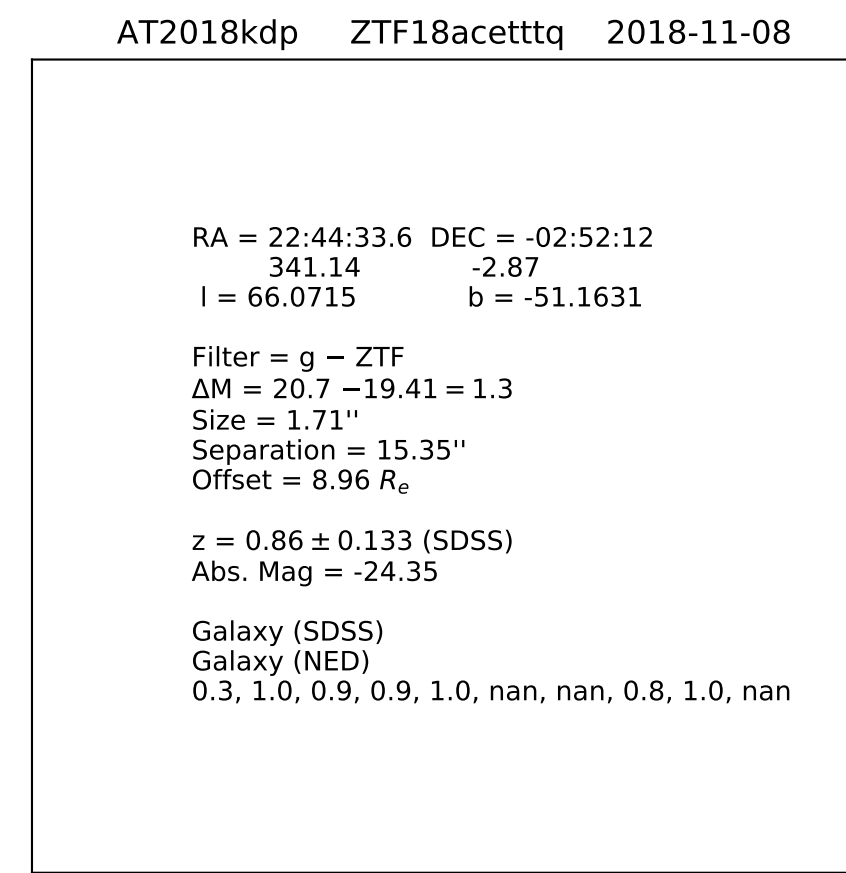 AT2018kdp ZTF18acetttq 2018-11-08
RA = 22:44:33.6 DEC = -02:52:12
341.14 -2.87
l = 66.0715 b = -51.1631
Filter = g − ZTF
ΔM = 20.7 −19.41 = 1.3
Size = 1.71''
Separation = 15.35''
Offset = 8.96 Re
z = 0.86 ± 0.133 (SDSS)
Abs. Mag = -24.35
Galaxy (SDSS)
Galaxy (NED)
0.3, 1.0, 0.9, 0.9, 1.0, nan, nan, 0.8, 1.0, nan